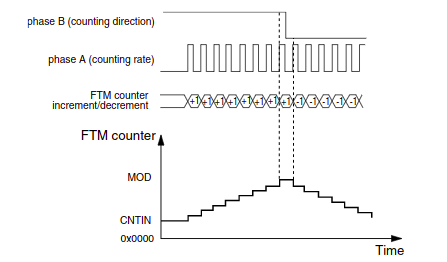 phase B (counting direction)
phase A (counting rate)
FTM counter
increment/decrement
+1 +1 +1 +1 +1 +1 +1 +1 -1 -1 -1 -1 -1
FTM counter
MOD
CNTIN
0x0000
Time